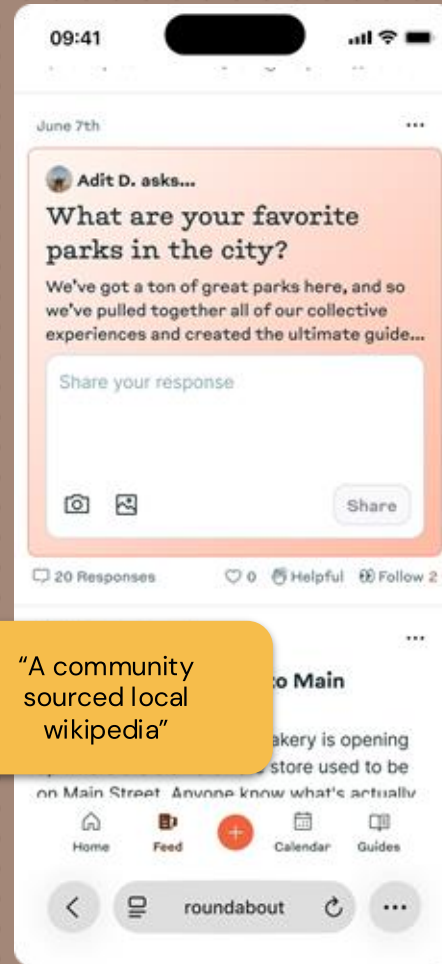 09:41
June 7th
Adit D. asks...
What are your favorite
parks in the city?
We've got a ton of great parks here, and so
we've pulled together all of our collective
experiences and created the ultimate guide...
Share your response
Share
20 Responses
0
Helpful
Follow 2
“A community
sourced local
wikipedia”
to Main
akery is opening
store used to be
on Main Street. Anyone know what's actually
Home
Feed
Calendar
Guides
roundabout